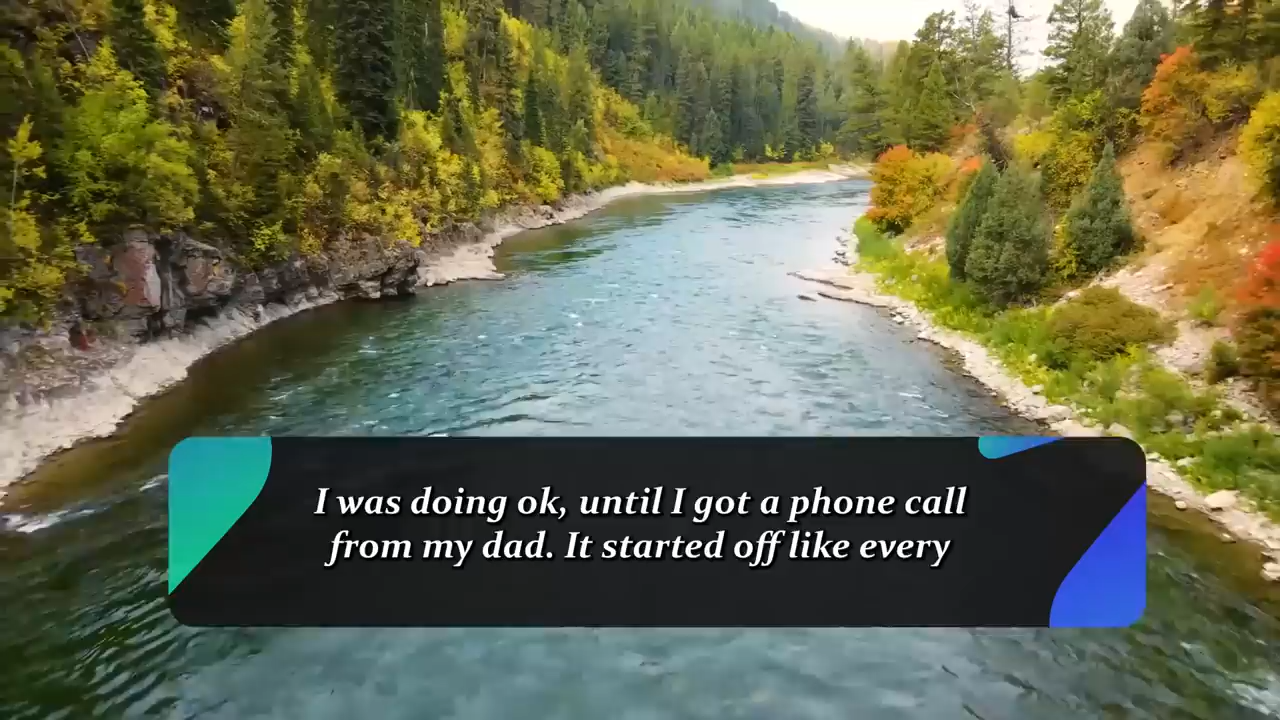 I was doing ok, until I got a phone call
from my dad. It started off like every